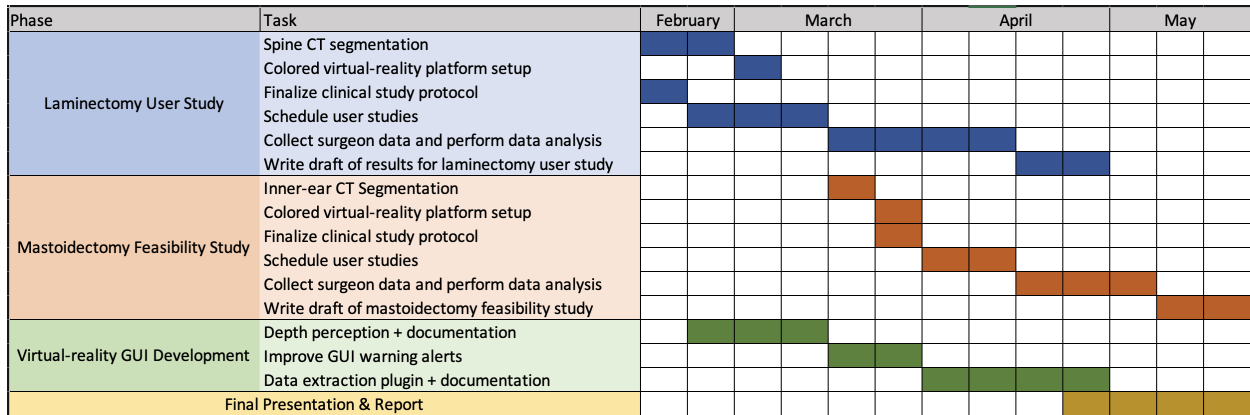 Phase Task February March April May
Spine CT segmentation
Colored virtual-reality platform setup
Laminectomy User Study
Finalize clinical study protocol
Schedule user studies
Collect surgeon data and perform data analysis
Write draft of results for laminectomy user study
Inner-ear CT Segmentation
Colored virtual-reality platform setup
Mastoidectomy Feasibility Study
Finalize clinical study protocol
Schedule user studies
Collect surgeon data and perform data analysis
Write draft of mastoidectomy feasibility study
Depth perception + documentation
Virtual-reality GUI Development
Improve GUI warning alerts
Data extraction plugin + documentation
Final Presentation & Report